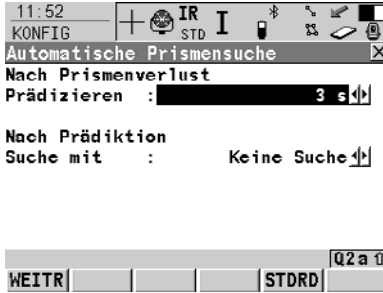 11:52
KONFIG
IR
STD
I
Automatische Prismensuche
Nach Prismenverlust
Prädizieren : 3 s
Nach Prädiktion
Suche mit : Keine Suche
Q2a
WEITR STDRD